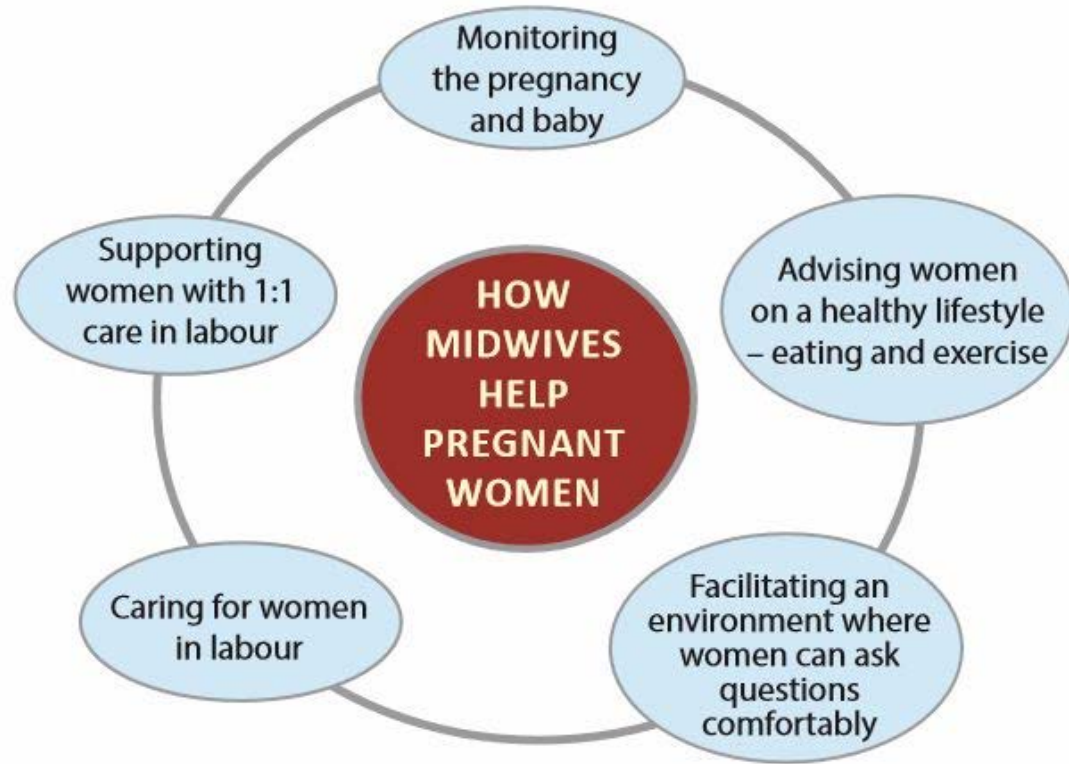 Monitoring
the pregnancy
and baby
Advising women
on a healthy lifestyle
– eating and exercise
Facilitating an
environment where
women can ask
questions
comfortably
Caring for women
in labour
Supporting
women with 1:1
care in labour
HOW
MIDWIVES
HELP
PREGNANT
WOMEN